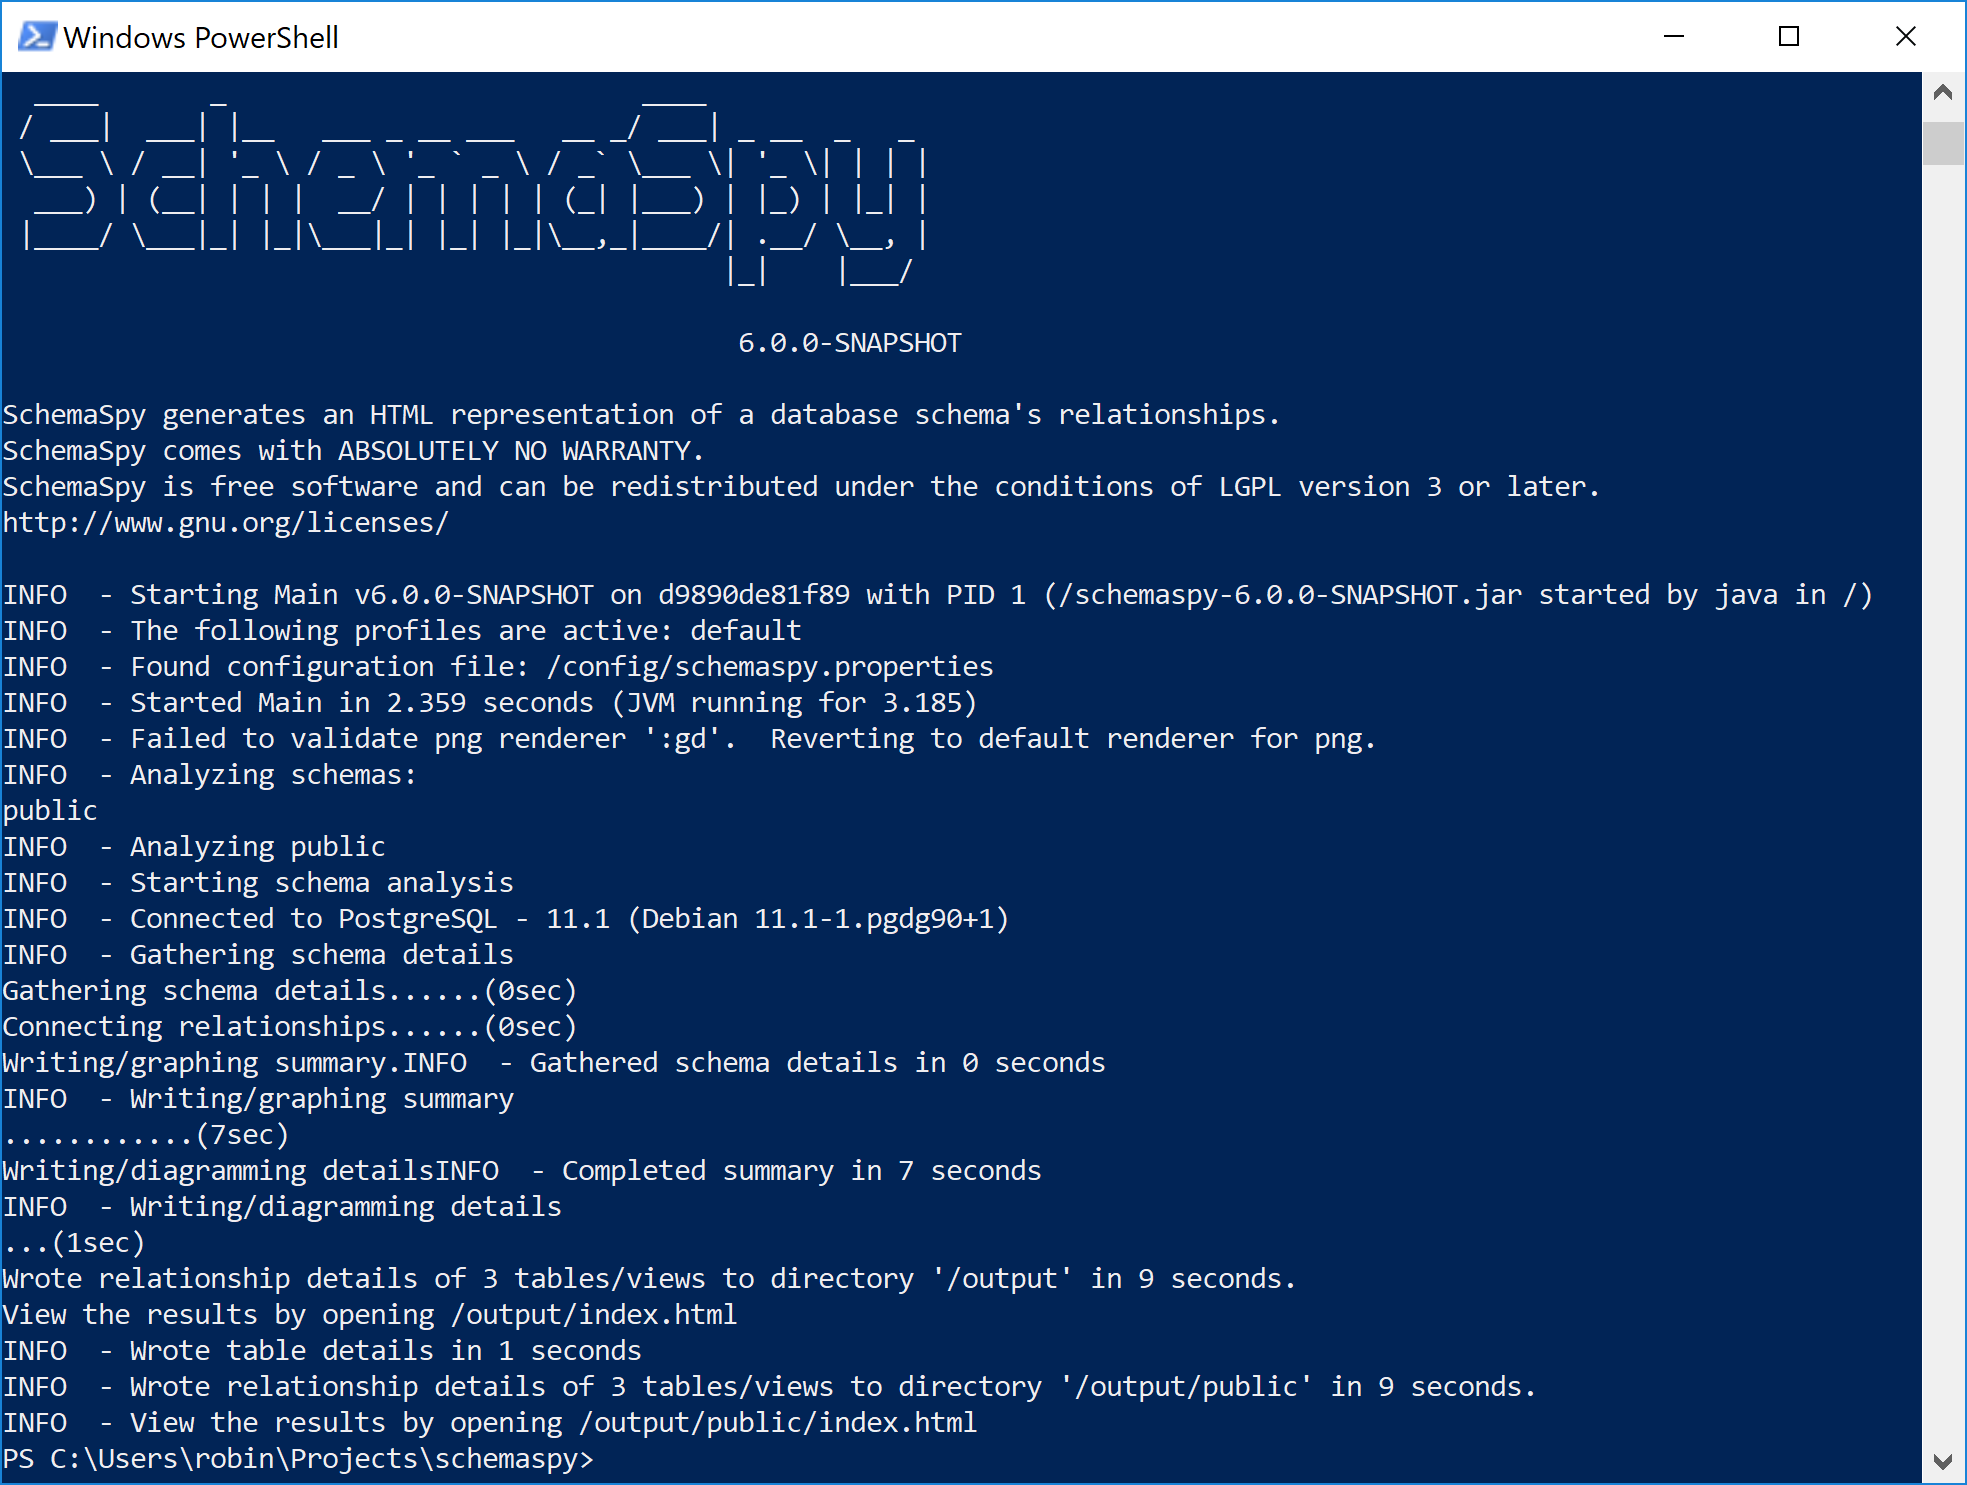 Windows PowerShell
SchemaSpy
6.0.0-SNAPSHOT
SchemaSpy generates an HTML representation of a database schema's relationships.
SchemaSpy comes with ABSOLUTELY NO WARRANTY.
SchemaSpy is free software and can be redistributed under the conditions of LGPL version 3 or later.
http://www.gnu.org/licenses/
INFO  - Starting Main v6.0.0-SNAPSHOT on d9890de81f89 with PID 1 (/schemaspy-6.0.0-SNAPSHOT.jar started by java in /)
INFO  - The following profiles are active: default
INFO  - Found configuration file: /config/schemaspy.properties
INFO  - Started Main in 2.359 seconds (JVM running for 3.185)
INFO  - Failed to validate png renderer ':gd'.  Reverting to default renderer for png.
INFO  - Analyzing schemas:
public
INFO  - Analyzing public
INFO  - Starting schema analysis
INFO  - Connected to PostgreSQL - 11.1 (Debian 11.1-1.pgdg90+1)
INFO  - Gathering schema details
Gathering schema details......(0sec)
Connecting relationships......(0sec)
Writing/graphing summary.INFO  - Gathered schema details in 0 seconds
INFO  - Writing/graphing summary
............(7sec)
Writing/diagramming detailsINFO  - Completed summary in 7 seconds
INFO  - Writing/diagramming details
...(1sec)
Wrote relationship details of 3 tables/views to directory '/output' in 9 seconds.
View the results by opening /output/index.html
INFO  - Wrote table details in 1 seconds
INFO  - Wrote relationship details of 3 tables/views to directory '/output/public' in 9 seconds.
INFO  - View the results by opening /output/public/index.html
PS C:\Users\robin\Projects\schemaspy>